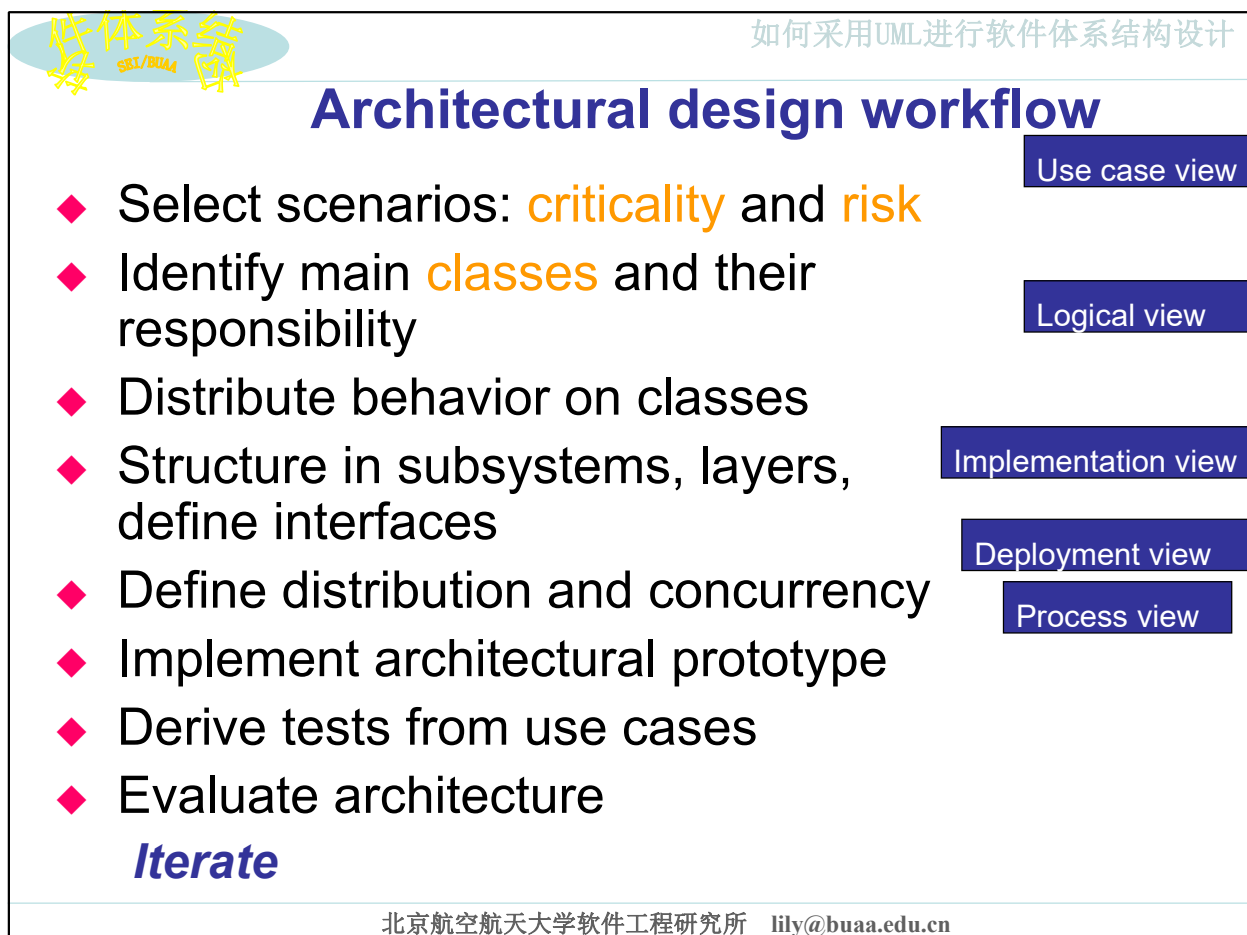 件体系结
SEI/BUAA
如何采用UML进行软件体系结构设计
Architectural design workflow
Use case view
Select scenarios: criticality and risk
Identify main classes and their
responsibility
Logical view
Distribute behavior on classes
Structure in subsystems, layers,
define interfaces
Implementation view
Deployment view
Define distribution and concurrency
Process view
Implement architectural prototype
Derive tests from use cases
Evaluate architecture
Iterate
北京航空航天大学软件工程研究所 lily@buaa.edu.cn